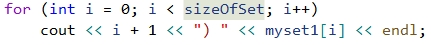 for (int i = 0; i < sizeOfSet; i++)
cout << i + 1 << ") " << myset1[i] << endl;